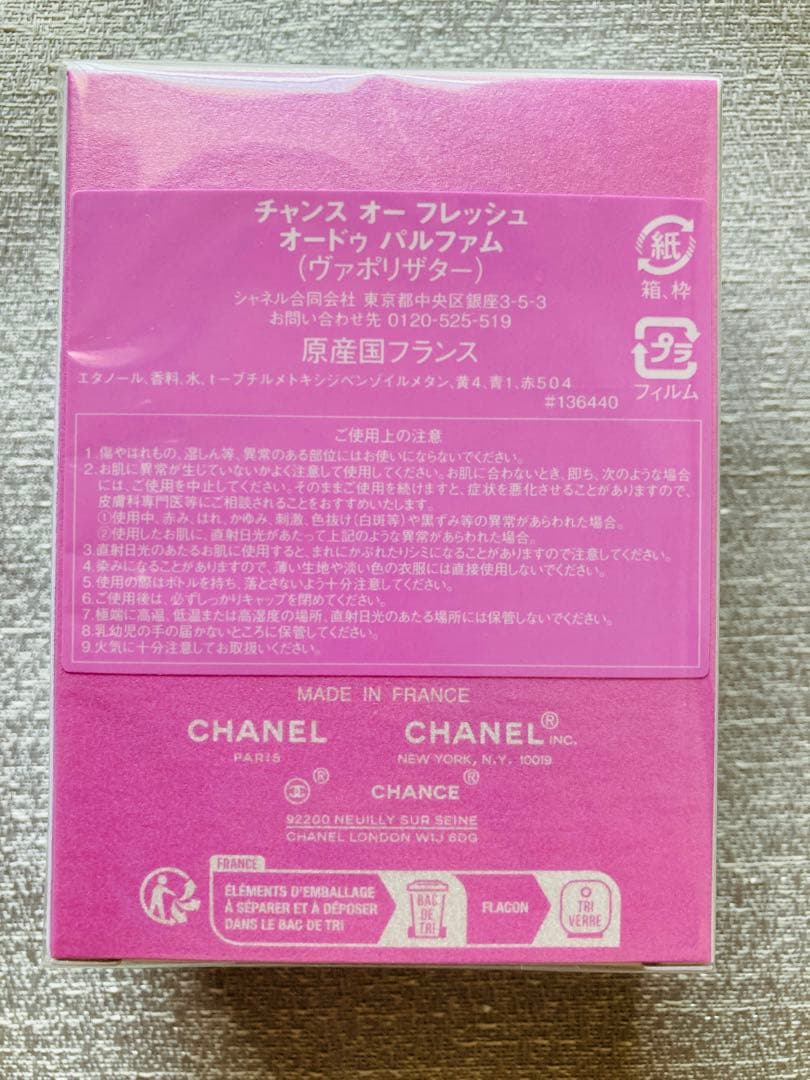 チャンス オー フレッシュ
オードゥ パルファム
(ヴァポリザター)
シャネル合同会社 東京都中央区銀座3-5-3
お問い合わせ先 0120-525-519
原産国フランス
エタノール、香料、水、t-ブチルメトキシジベンゾイルメタン、黄4、青1、赤504
#136440
紙
箱、枠
プラ
フィルム
ご使用上の注意
1.傷やはれもの、湿しん等、異常のある部位にはお使いにならないでください。
2.お肌に異常が生じていないかよく注意して使用してください。お肌に合わないとき、即ち、次のような場合
には、ご使用を中止してください。そのままご使用を続けますと、症状を悪化させることがありますので、
皮膚科専門医等にご相談されることをおすすめいたします。
①使用中、赤み、はれ、かゆみ、刺激、色抜け(白斑等)や黒ずみ等の異常があらわれた場合。
②使用したお肌に、直射日光があたって上記のような異常があらわれた場合。
3.直射日光のあたるお肌に使用すると、まれにかぶれたりシミになることがありますので注意してください。
4.染みになることがありますので、薄い生地や淡い色の衣服には直接使用しないでください。
5.使用の際はボトルを持ち、落とさないよう十分注意してください。
6.ご使用後は、必ずしっかりキャップを閉めてください。
7.極端に高温、低温または高湿度の場所、直射日光のあたる場所には保管しないでください。
8.乳幼児の手の届かないところに保管してください。
9.火気に十分注意してお取扱いください。
MADE IN FRANCE
CHANEL CHANEL® INC.
PARIS NEW YORK, N.Y. 10019
® CHANCE®
92200 NEUILLY SUR SEINE
CHANEL LONDON W1J 6DG
FRANCE
ÉLÉMENTS D'EMBALLAGE
À SÉPARER ET À DÉPOSER
DANS LE BAC DE TRI
BAC
DE
TRI
FLACON
TRI
VERRE